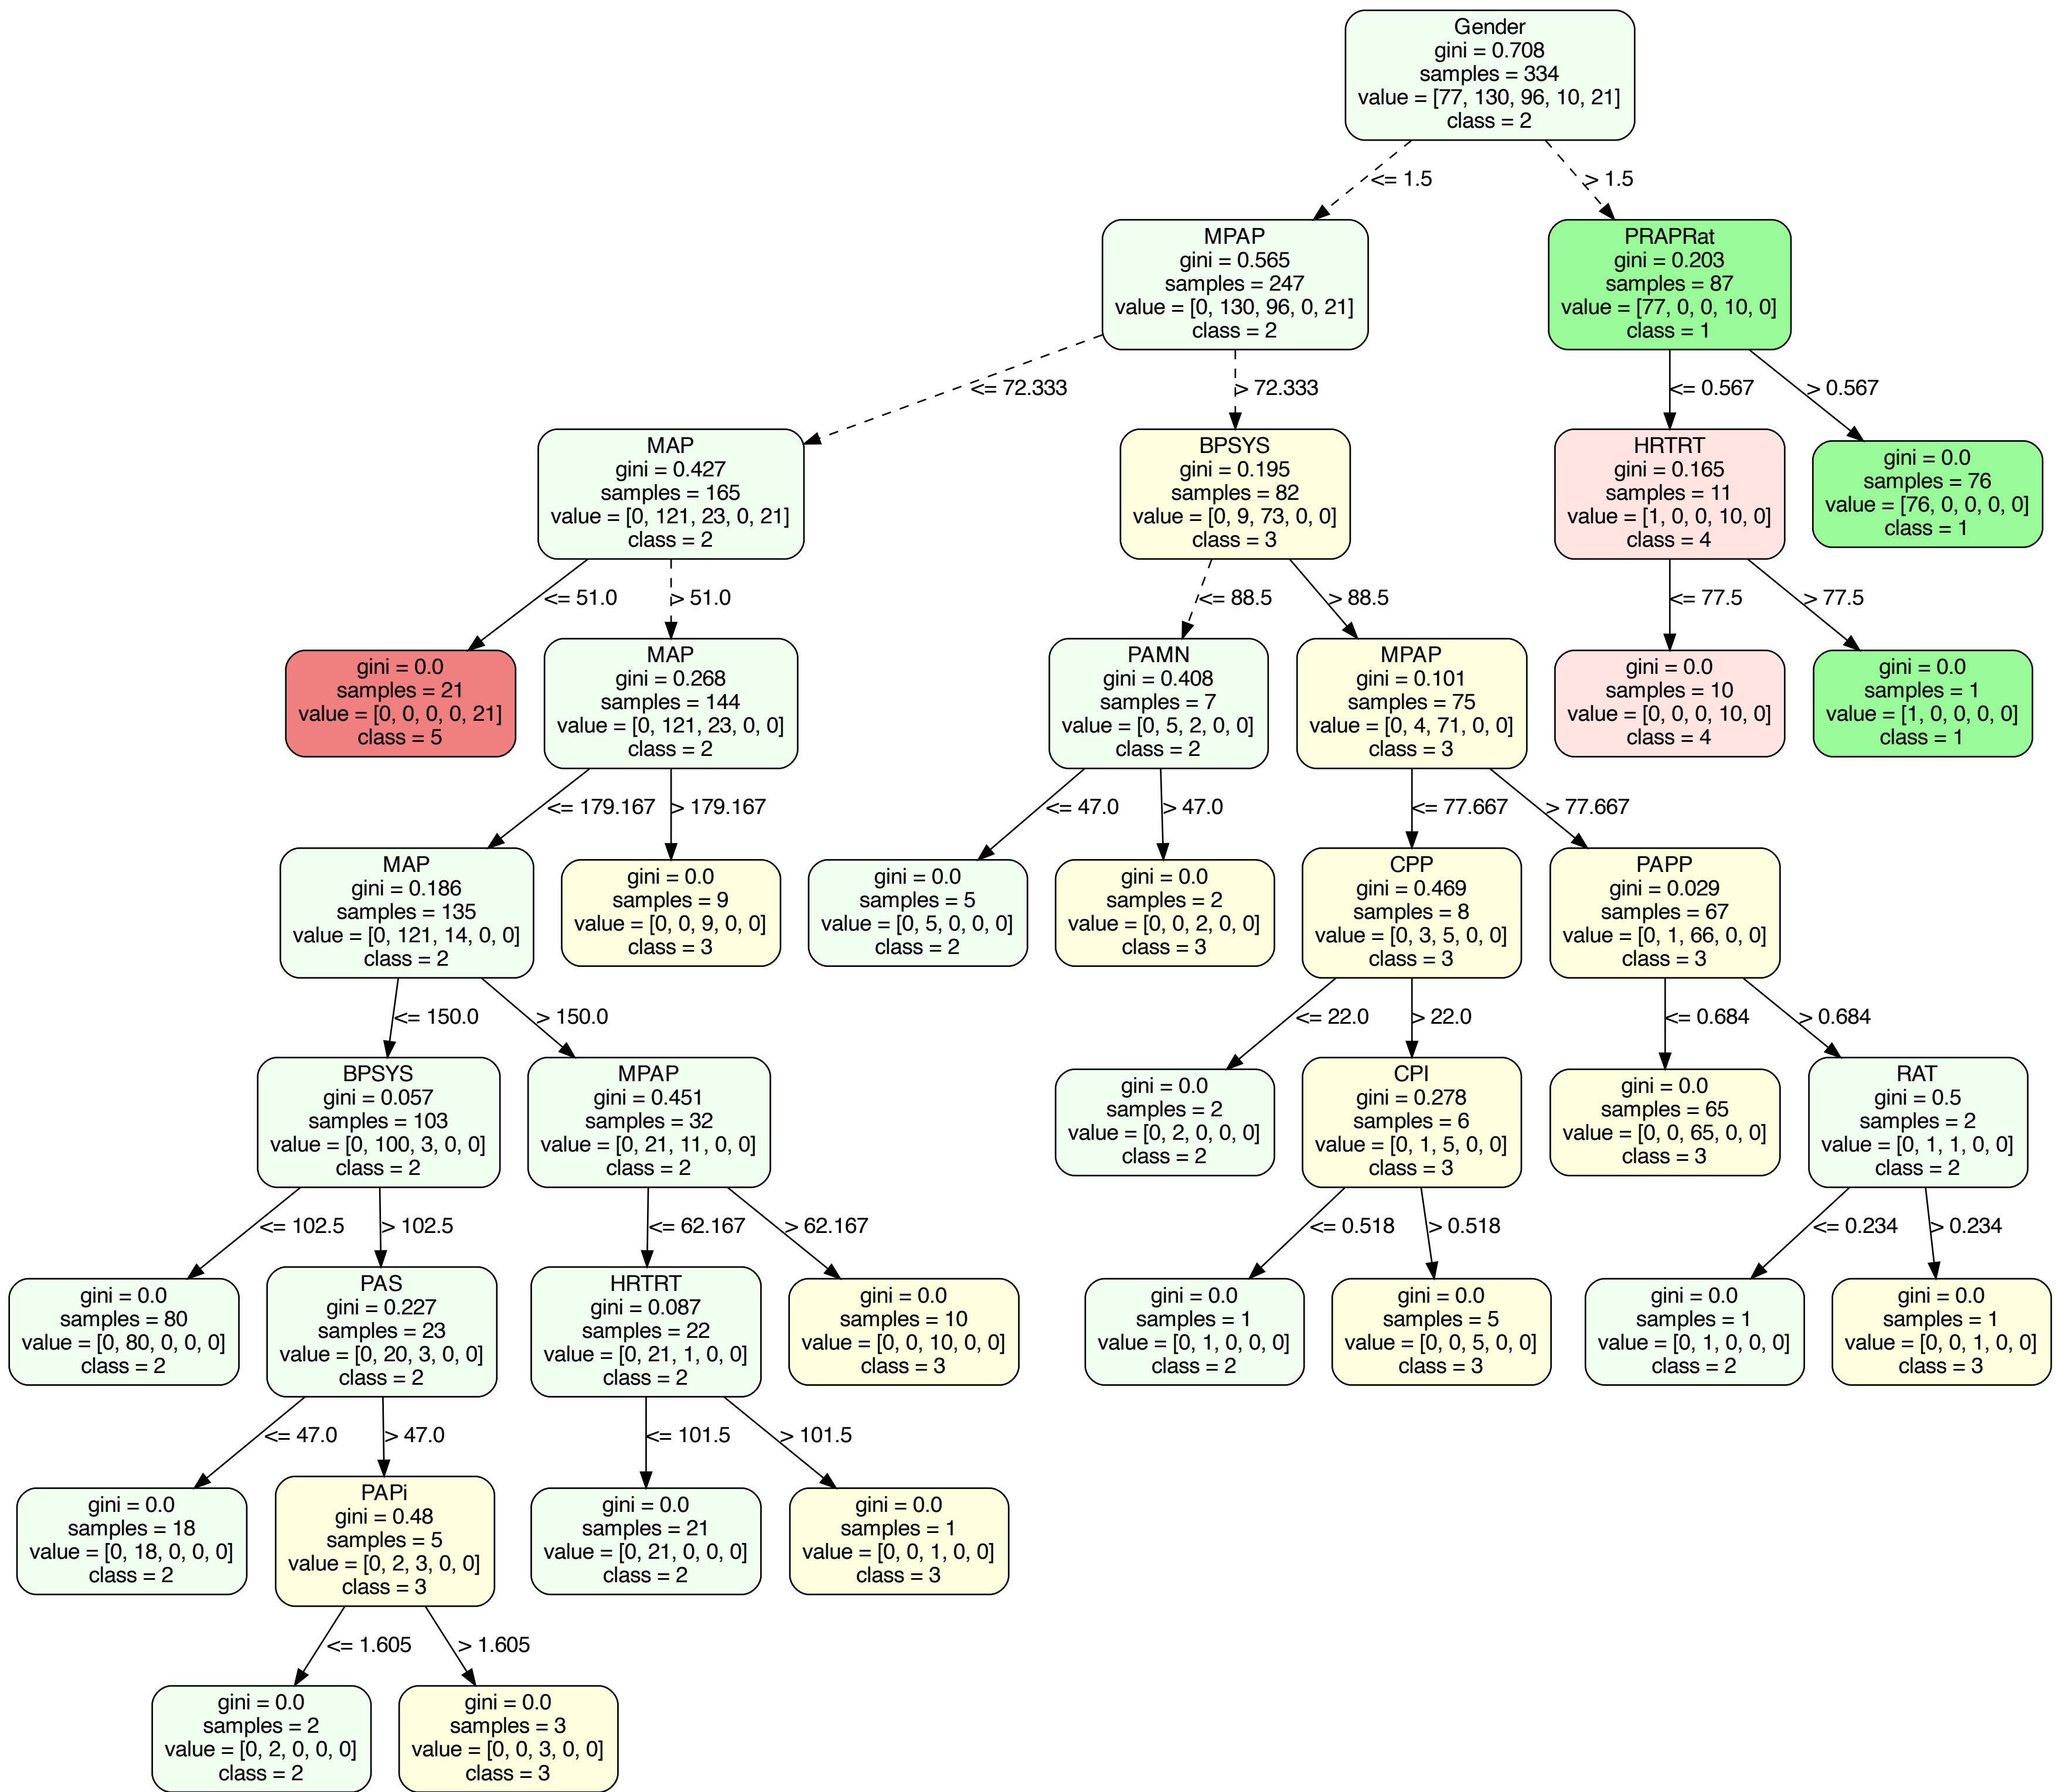 Gender
gini = 0.708
samples = 334
value = [77, 130, 96, 10, 21]
class = 2
<= 1.5
> 1.5
MPAP
gini = 0.565
samples = 247
value = [0, 130, 96, 0, 21]
class = 2
PRAPRat
gini = 0.203
samples = 87
value = [77, 0, 0, 10, 0]
class = 1
<= 72.333
> 72.333
<= 0.567
> 0.567
MAP
gini = 0.427
samples = 165
value = [0, 121, 23, 0, 21]
class = 2
BPSYS
gini = 0.195
samples = 82
value = [0, 9, 73, 0, 0]
class = 3
HRTRT
gini = 0.165
samples = 11
value = [1, 0, 0, 10, 0]
class = 4
gini = 0.0
samples = 76
value = [76, 0, 0, 0, 0]
class = 1
<= 51.0
> 51.0
<= 88.5
> 88.5
<= 77.5
> 77.5
gini = 0.0
samples = 21
value = [0, 0, 0, 0, 21]
class = 5
MAP
gini = 0.268
samples = 144
value = [0, 121, 23, 0, 0]
class = 2
PAMN
gini = 0.408
samples = 7
value = [0, 5, 2, 0, 0]
class = 2
MPAP
gini = 0.101
samples = 75
value = [0, 4, 71, 0, 0]
class = 3
gini = 0.0
samples = 10
value = [0, 0, 0, 10, 0]
class = 4
gini = 0.0
samples = 1
value = [1, 0, 0, 0, 0]
class = 1
<= 179.167
> 179.167
<= 47.0
> 47.0
<= 77.667
> 77.667
MAP
gini = 0.186
samples = 135
value = [0, 121, 14, 0, 0]
class = 2
gini = 0.0
samples = 9
value = [0, 0, 9, 0, 0]
class = 3
gini = 0.0
samples = 5
value = [0, 5, 0, 0, 0]
class = 2
gini = 0.0
samples = 2
value = [0, 0, 2, 0, 0]
class = 3
CPP
gini = 0.469
samples = 8
value = [0, 3, 5, 0, 0]
class = 3
PAPP
gini = 0.029
samples = 67
value = [0, 1, 66, 0, 0]
class = 3
<= 150.0
> 150.0
<= 22.0
> 22.0
<= 0.684
> 0.684
BPSYS
gini = 0.057
samples = 103
value = [0, 100, 3, 0, 0]
class = 2
MPAP
gini = 0.451
samples = 32
value = [0, 21, 11, 0, 0]
class = 2
gini = 0.0
samples = 2
value = [0, 2, 0, 0, 0]
class = 2
CPI
gini = 0.278
samples = 6
value = [0, 1, 5, 0, 0]
class = 3
gini = 0.0
samples = 65
value = [0, 0, 65, 0, 0]
class = 3
RAT
gini = 0.5
samples = 2
value = [0, 1, 1, 0, 0]
class = 2
<= 102.5
> 102.5
<= 62.167
> 62.167
<= 0.518
> 0.518
<= 0.234
> 0.234
gini = 0.0
samples = 80
value = [0, 80, 0, 0, 0]
class = 2
PAS
gini = 0.227
samples = 23
value = [0, 20, 3, 0, 0]
class = 2
HRTRT
gini = 0.087
samples = 22
value = [0, 21, 1, 0, 0]
class = 2
gini = 0.0
samples = 10
value = [0, 0, 10, 0, 0]
class = 3
gini = 0.0
samples = 1
value = [0, 1, 0, 0, 0]
class = 2
gini = 0.0
samples = 5
value = [0, 0, 5, 0, 0]
class = 3
gini = 0.0
samples = 1
value = [0, 1, 0, 0, 0]
class = 2
gini = 0.0
samples = 1
value = [0, 0, 1, 0, 0]
class = 3
<= 47.0
> 47.0
<= 101.5
> 101.5
gini = 0.0
samples = 18
value = [0, 18, 0, 0, 0]
class = 2
PAPi
gini = 0.48
samples = 5
value = [0, 2, 3, 0, 0]
class = 3
gini = 0.0
samples = 21
value = [0, 21, 0, 0, 0]
class = 2
gini = 0.0
samples = 1
value = [0, 0, 1, 0, 0]
class = 3
<= 1.605
> 1.605
gini = 0.0
samples = 2
value = [0, 2, 0, 0, 0]
class = 2
gini = 0.0
samples = 3
value = [0, 0, 3, 0, 0]
class = 3